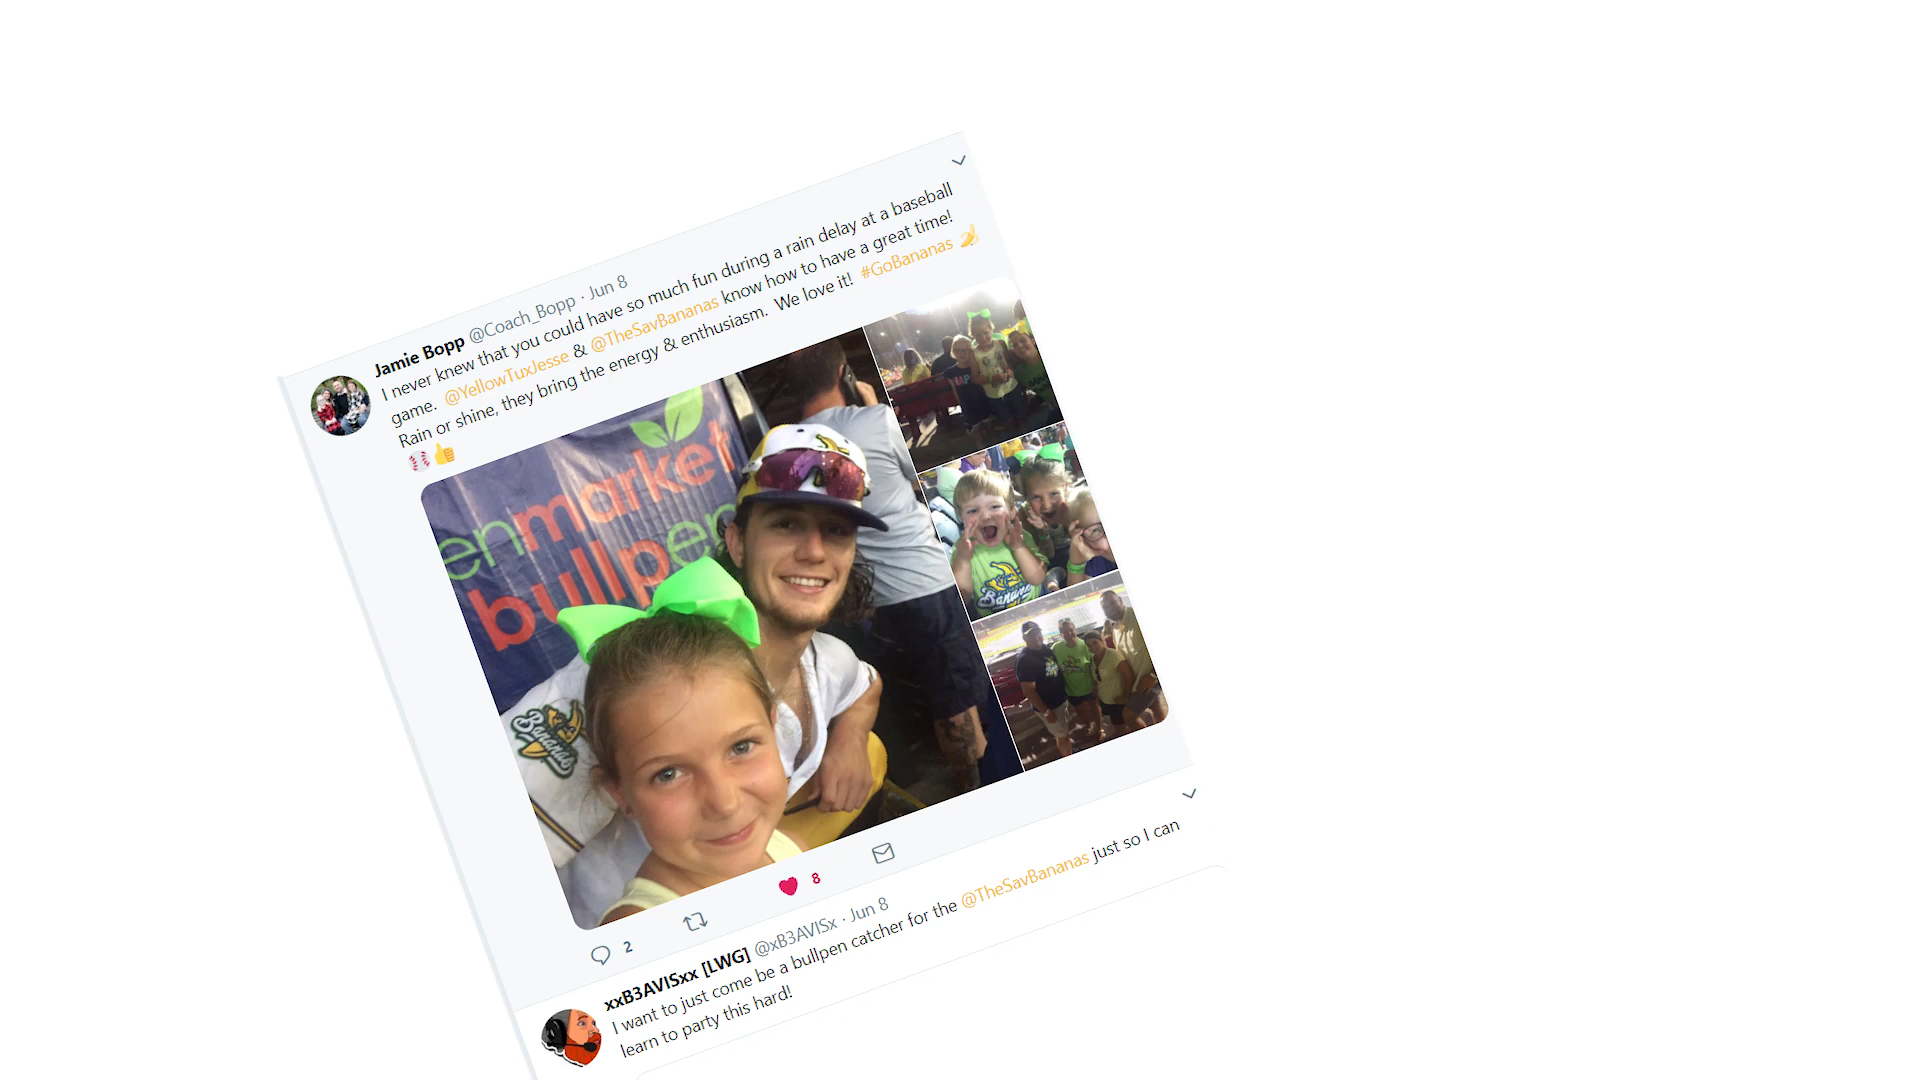 Jamie Bopp @Coach_Bopp · Jun 8
I never knew that you could have so much fun during a rain delay at a baseball
game. @YellowTuxJesse & @TheSavBananas know how to have a great time!
Rain or shine, they bring the energy & enthusiasm. We love it! #GoBananas 🍌
⚾👍
enmarket
bullpen
Bananas
Bananas
2
8
xxB3AVISxx [LWG] @xB3AVISx · Jun 8
I want to just come be a bullpen catcher for the @TheSavBananas just so I can
learn to party this hard!